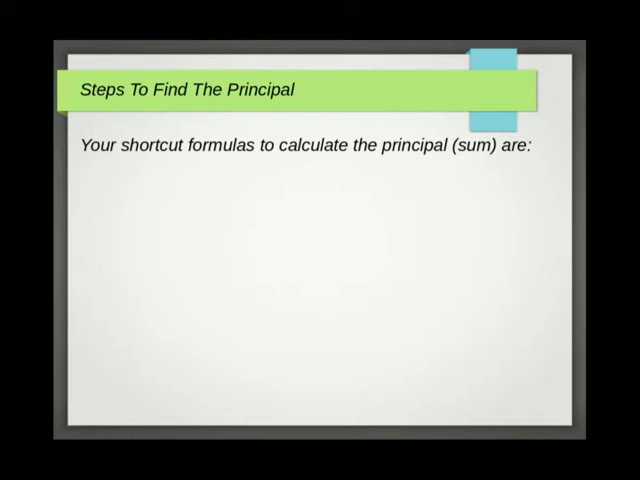 Steps To Find The Principal
Your shortcut formulas to calculate the principal (sum) are: